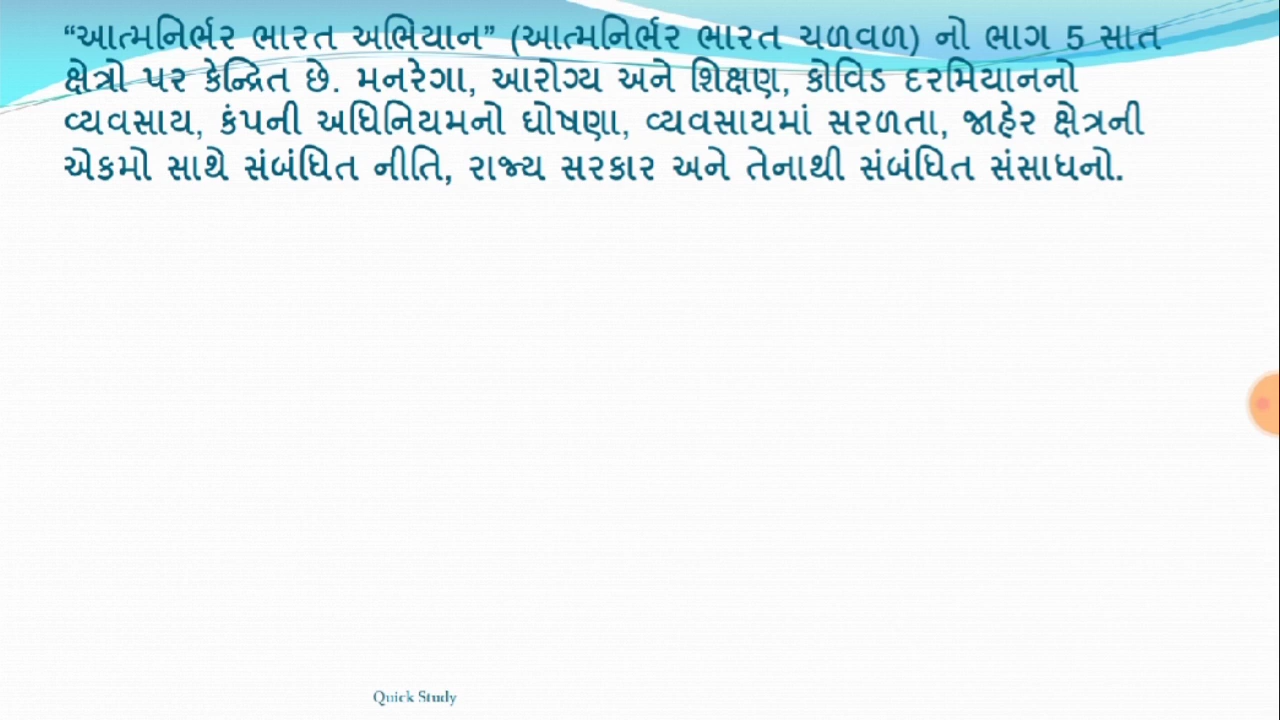 “આત્મનિર્ભર ભારત અભિયાન” (આત્મનિર્ભર ભારત ચળવળ) નો ભાગ 5 સાત
ક્ષેત્રો પર કેન્દ્રિત છે. મનરેગા, આરોગ્ય અને શિક્ષણ, કોવિડ દરમિયાનનો
વ્યવસાય, કંપની અધિનિયમનો ઘોષણા, વ્યવસાયમાં સરળતા, જાહેર ક્ષેત્રની
એકમો સાથે સંબંધિત નીતિ, રાજ્ય સરકાર અને તેનાથી સંબંધિત સંસાધનો.
Quick Study